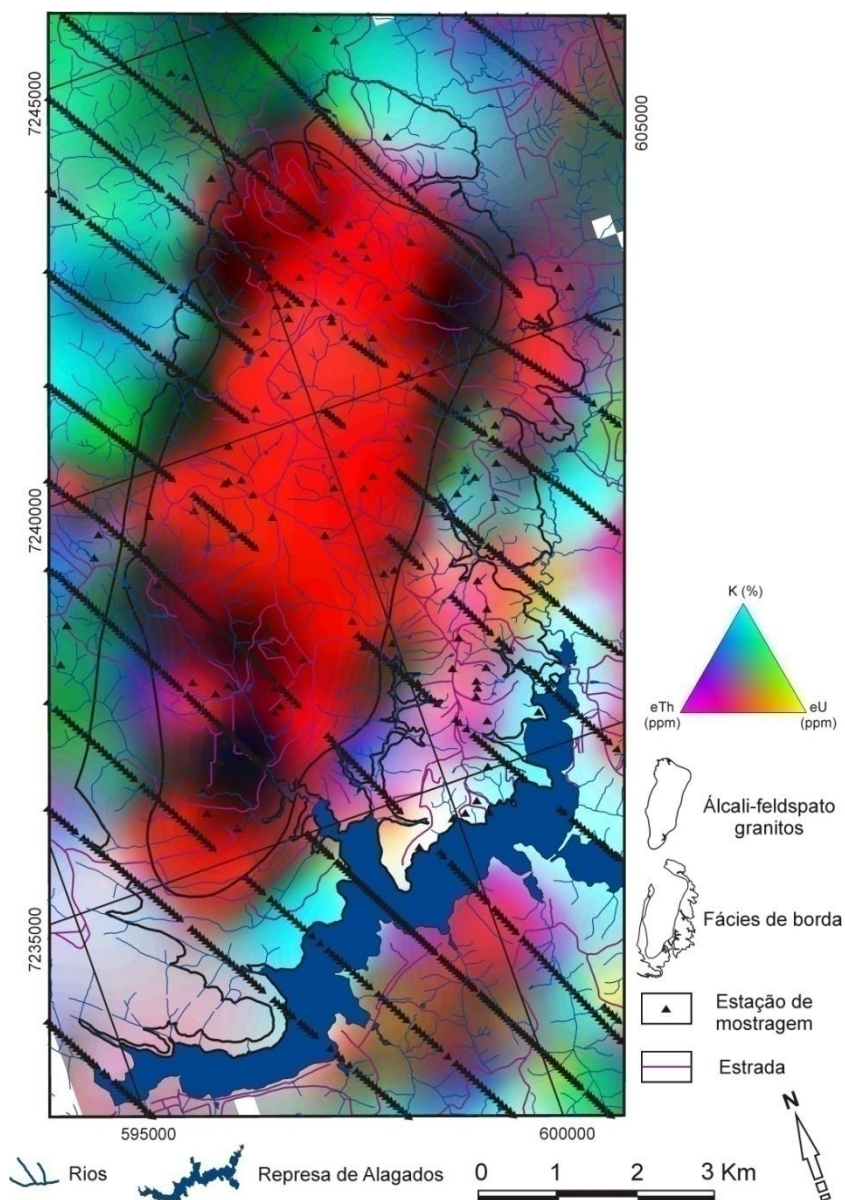 7245000
605000
7240000
7235000
K (%)
eTh
(ppm)
eU
(ppm)
Álcali-feldspato
granitos
Fácies de borda
Estação de
mostragem
Estrada
595000
600000
N
Rios
Represa de Alagados
0 1 2 3 Km